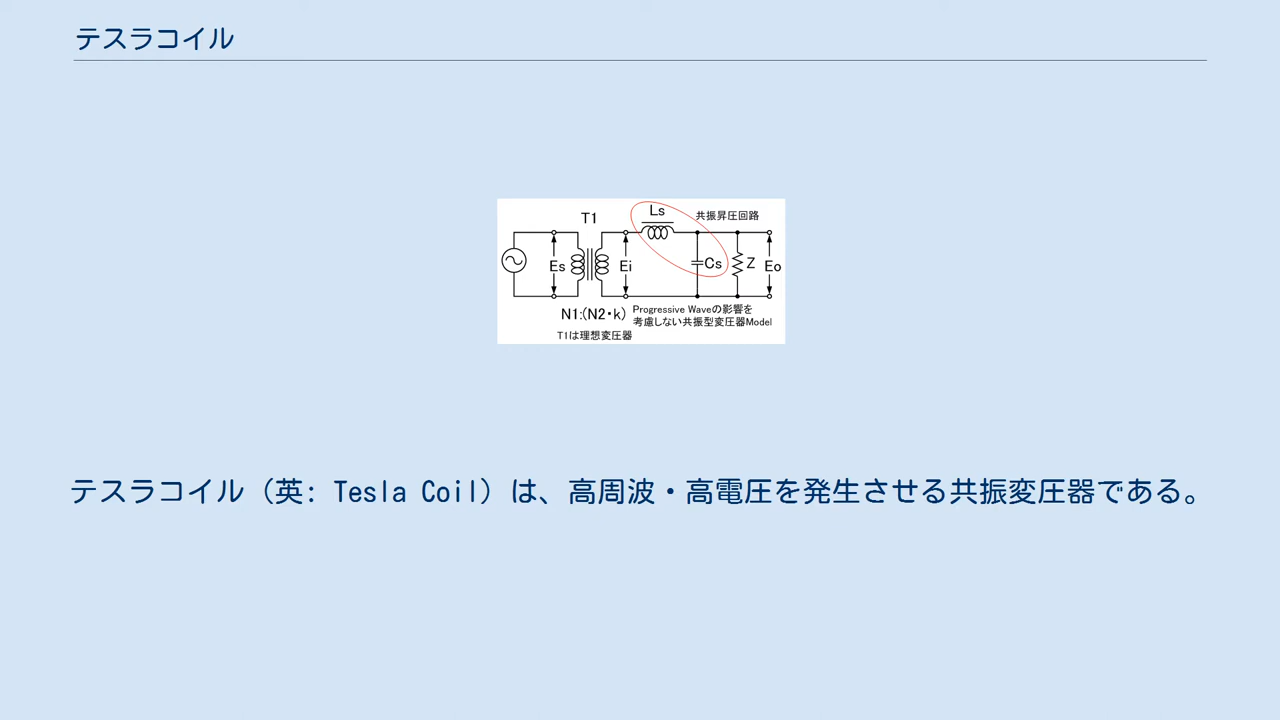 テスラコイル
T1
Ls
共振昇圧回路
Es
Ei
Cs
Z
Eo
N1:(N2・k)
Progressive Waveの影響を
考慮しない共振型変圧器Model
T1は理想変圧器
テスラコイル（英: Tesla Coil）は、高周波・高電圧を発生させる共振変圧器である。